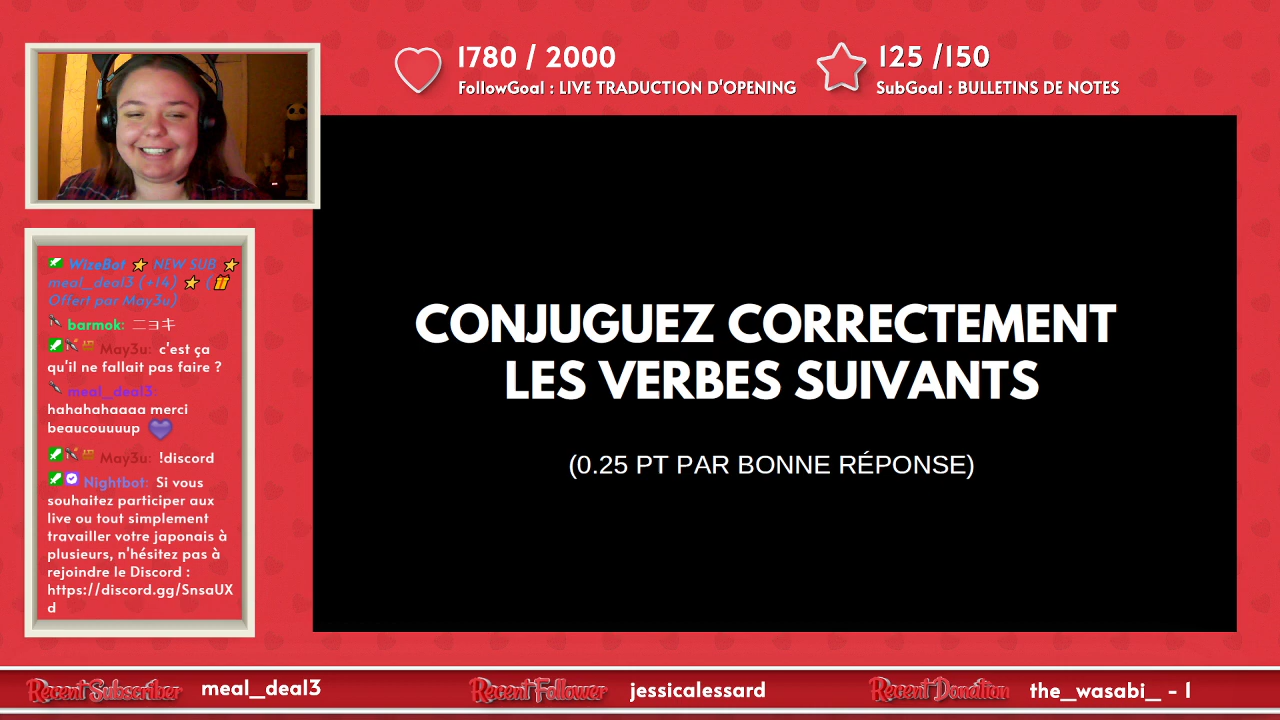 1780 / 2000
FollowGoal : LIVE TRADUCTION D'OPENING
125 /150
SubGoal : BULLETINS DE NOTES
WizeBot ⭐ NEW SUB ⭐
meal_deal3 (+14) ⭐ (🎁
Offert par May3u)
barmok: ニヨキ
May3u: c'est ça
qu'il ne fallait pas faire ?
meal_deal3:
hahahahaaaa merci
beaucouuuup 💜
May3u: !discord
Nightbot: Si vous
souhaitez participer aux
live ou tout simplement
travailler votre japonais à
plusieurs, n'hésitez pas à
rejoindre le Discord :
https://discord.gg/SnsaUX
d
CONJUGUEZ CORRECTEMENT
LES VERBES SUIVANTS
(0.25 PT PAR BONNE RÉPONSE)
Recent Subscriber meal_deal3
Recent Follower jessicalessard
Recent Donation the_wasabi_ - 1